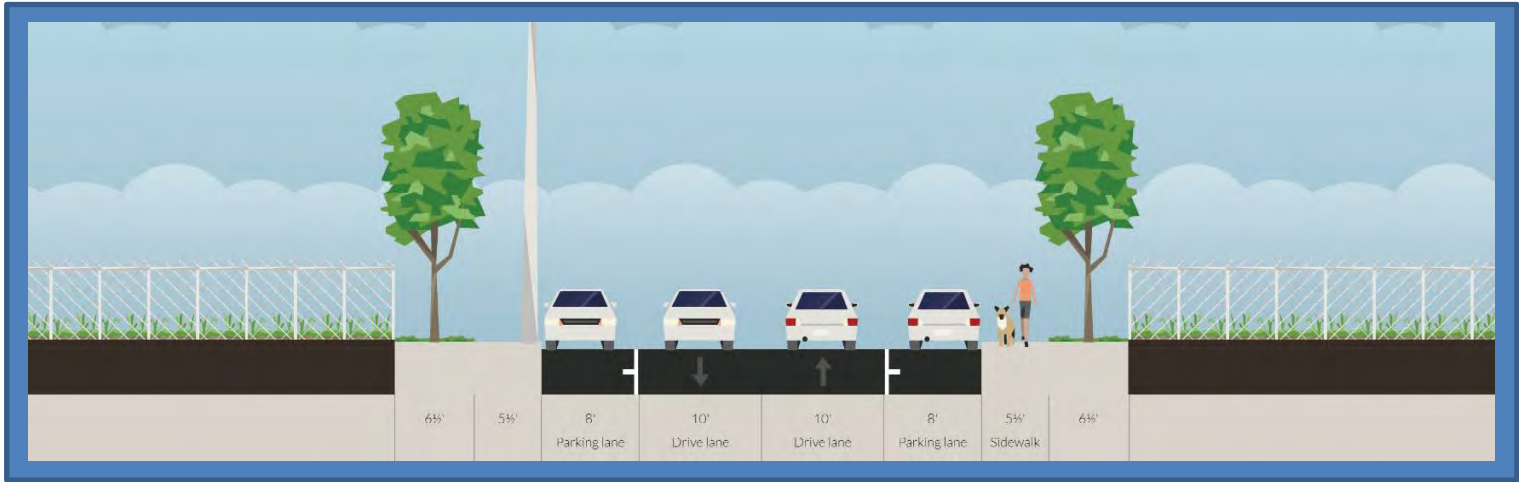 6½' 5½' 8' 10' 10' 8' 5½' 6½'
Parking lane Drive lane Drive lane Parking lane Sidewalk